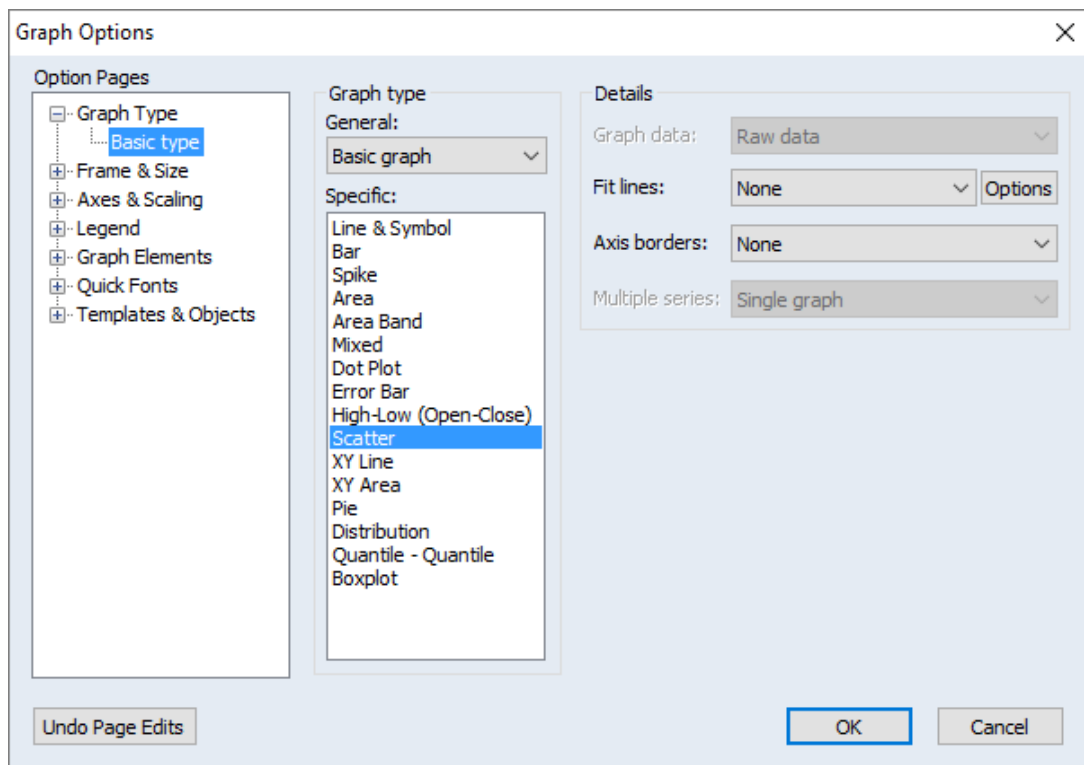 Graph Options
Option Pages
Graph Type
Basic type
Frame & Size
Axes & Scaling
Legend
Graph Elements
Quick Fonts
Templates & Objects
Graph type
General:
Basic graph
Specific:
Line & Symbol
Bar
Spike
Area
Area Band
Mixed
Dot Plot
Error Bar
High-Low (Open-Close)
Scatter
XY Line
XY Area
Pie
Distribution
Quantile - Quantile
Boxplot
Details
Graph data: Raw data
Fit lines: None Options
Axis borders: None
Multiple series: Single graph
Undo Page Edits OK Cancel